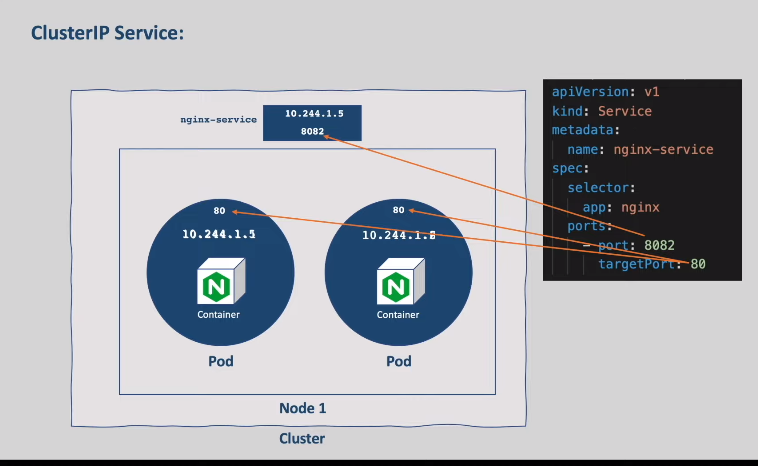 ClusterIP Service:
nginx-service
10.244.1.5
8082
80
10.244.1.5
Container
Pod
80
10.244.1.8
Container
Pod
Node 1
Cluster
apiVersion: v1
kind: Service
metadata:
name: nginx-service
spec:
selector:
app: nginx
ports:
- port: 8082
targetPort: 80